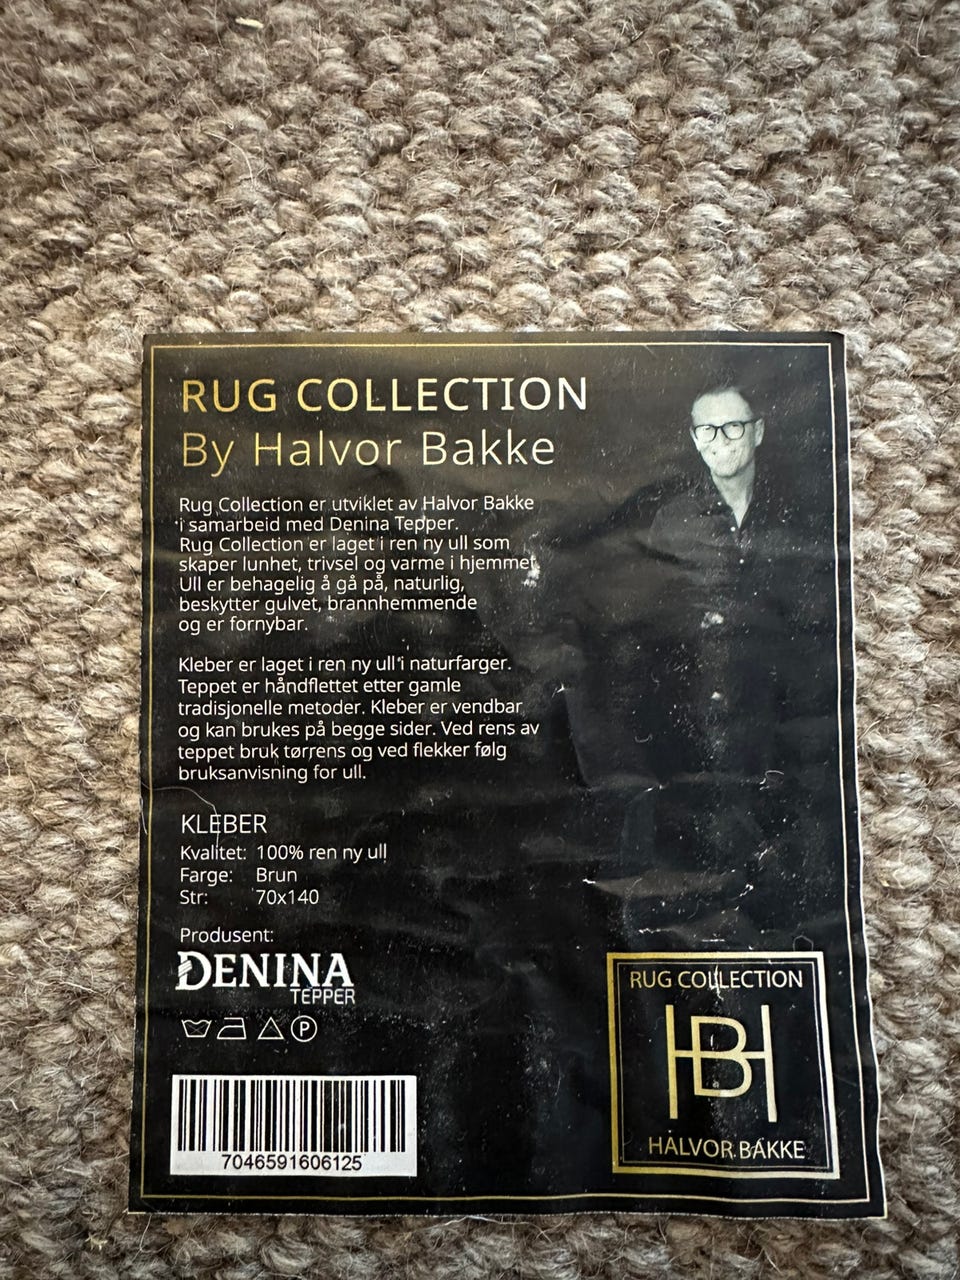 RUG COLLECTION
By Halvor Bakke
Rug Collection er utviklet av Halvor Bakke
i samarbeid med Denina Tepper.
Rug Collection er laget i ren ny ull som
skaper lunhet, trivsel og varme i hjemmet.
Ull er behagelig å gå på, naturlig,
beskytter gulvet, brannhemmende
og er fornybar.
Kleber er laget i ren ny ull i naturfarger.
Teppet er håndflettet etter gamle
tradisjonelle metoder. Kleber er vendbar
og kan brukes på begge sider. Ved rens av
teppet bruk tørrens og ved flekker følg
bruksanvisning for ull.
KLEBER
Kvalitet: 100% ren ny ull
Farge: Brun
Str: 70x140
Produsent:
DENINA
TEPPER
P
7046591606125
RUG COLLECTION
HB
HALVOR BAKKE